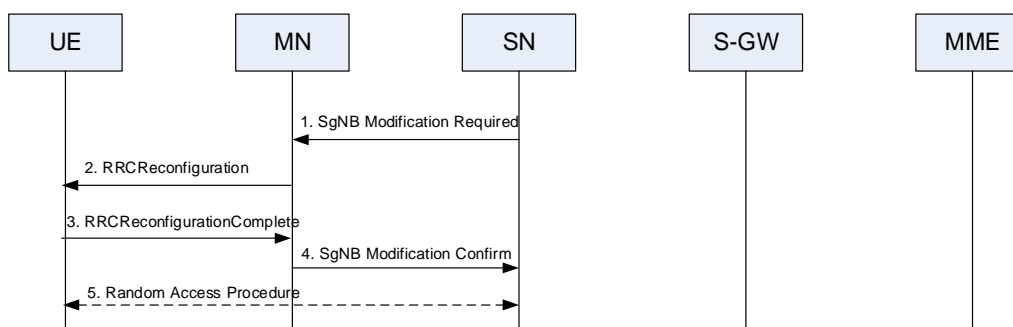 UE
MN
SN
S-GW
MME
1. SgNB Modification Required
2. RRCReconfiguration
3. RRCReconfigurationComplete
4. SgNB Modification Confirm
5. Random Access Procedure